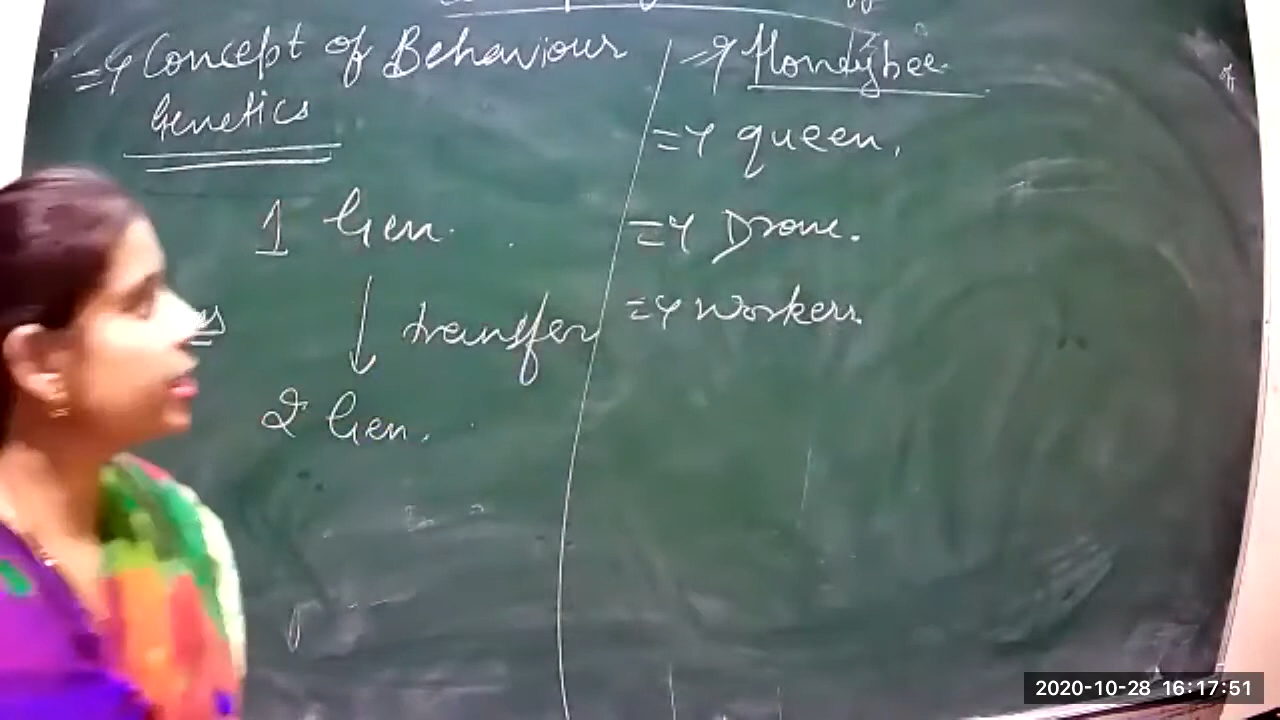 => Concept of Behaviour
Genetics
1 Gen.
↓ transfer
2 Gen.
=> Honeybee
=> queen,
=> Drone.
=> Workers.
2020-10-28 16:17:51